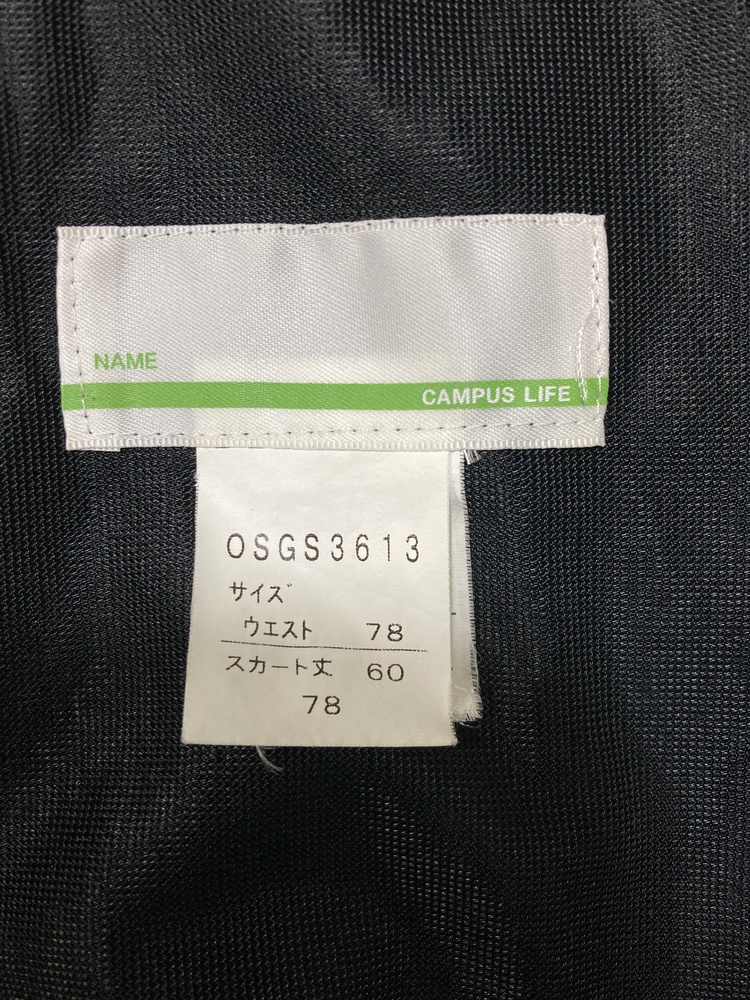 NAME
CAMPUS LIFE
OSGS3613
サイズ
ウエスト 78
スカート丈 60
78